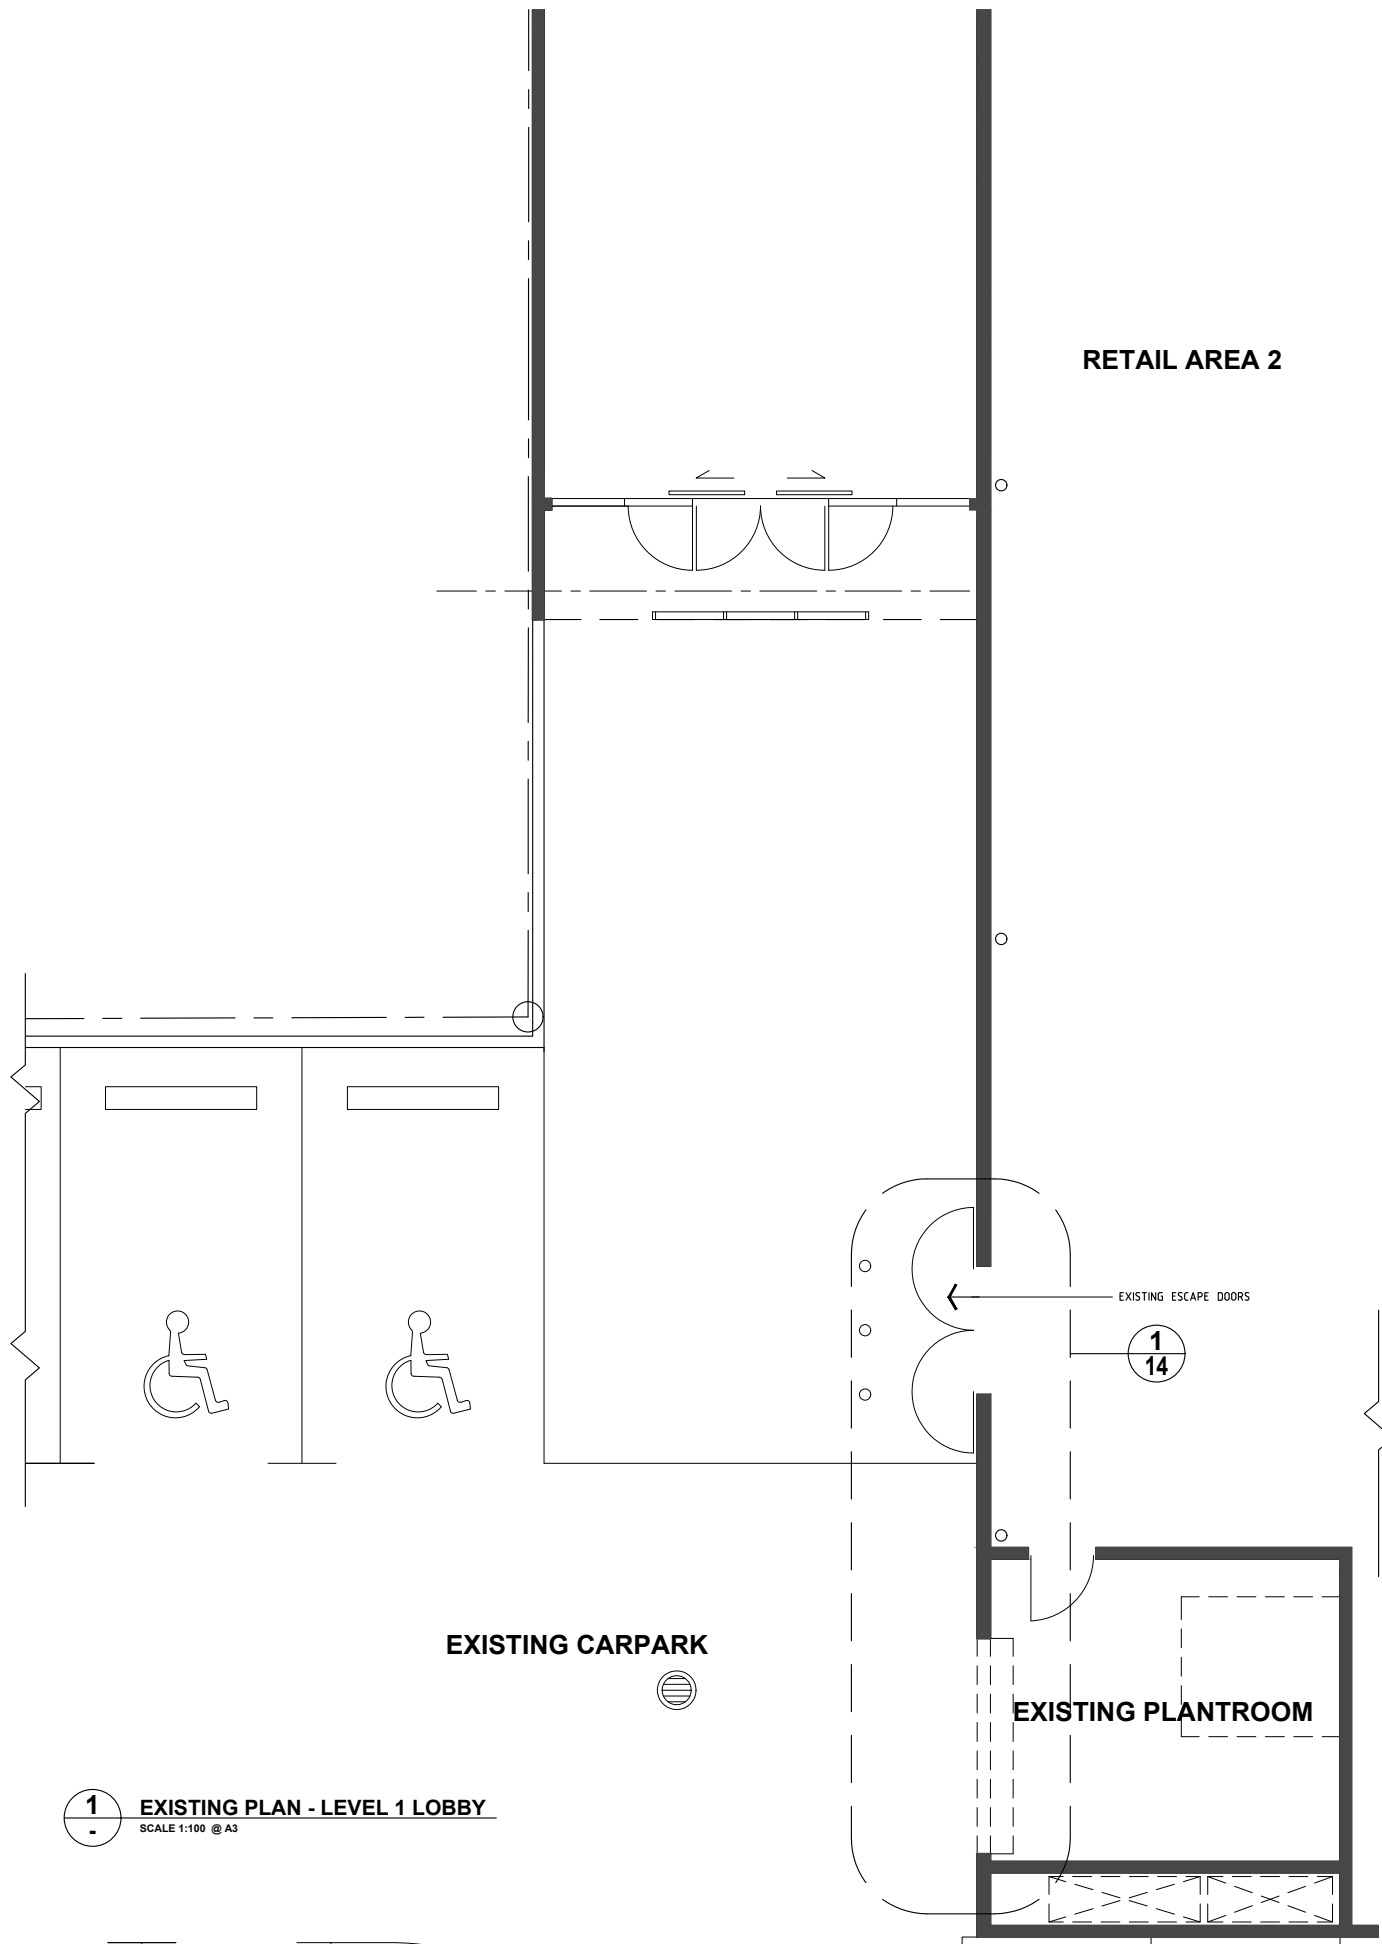 RETAIL AREA 2
EXISTING ESCAPE DOORS
1
14
EXISTING CARPARK
EXISTING PLANTROOM
1
-
EXISTING PLAN - LEVEL 1 LOBBY
SCALE 1:100 @ A3